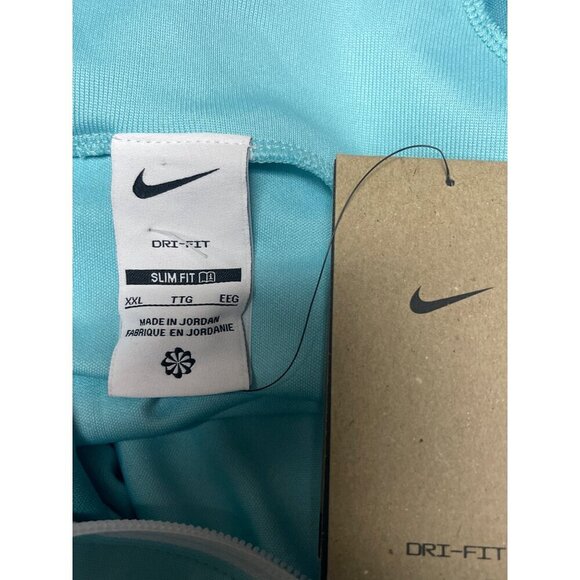 DRI-FIT
SLIM FIT
XXL TTG EEG
MADE IN JORDAN
FABRIQUE EN JORDANIE
DRI-FIT